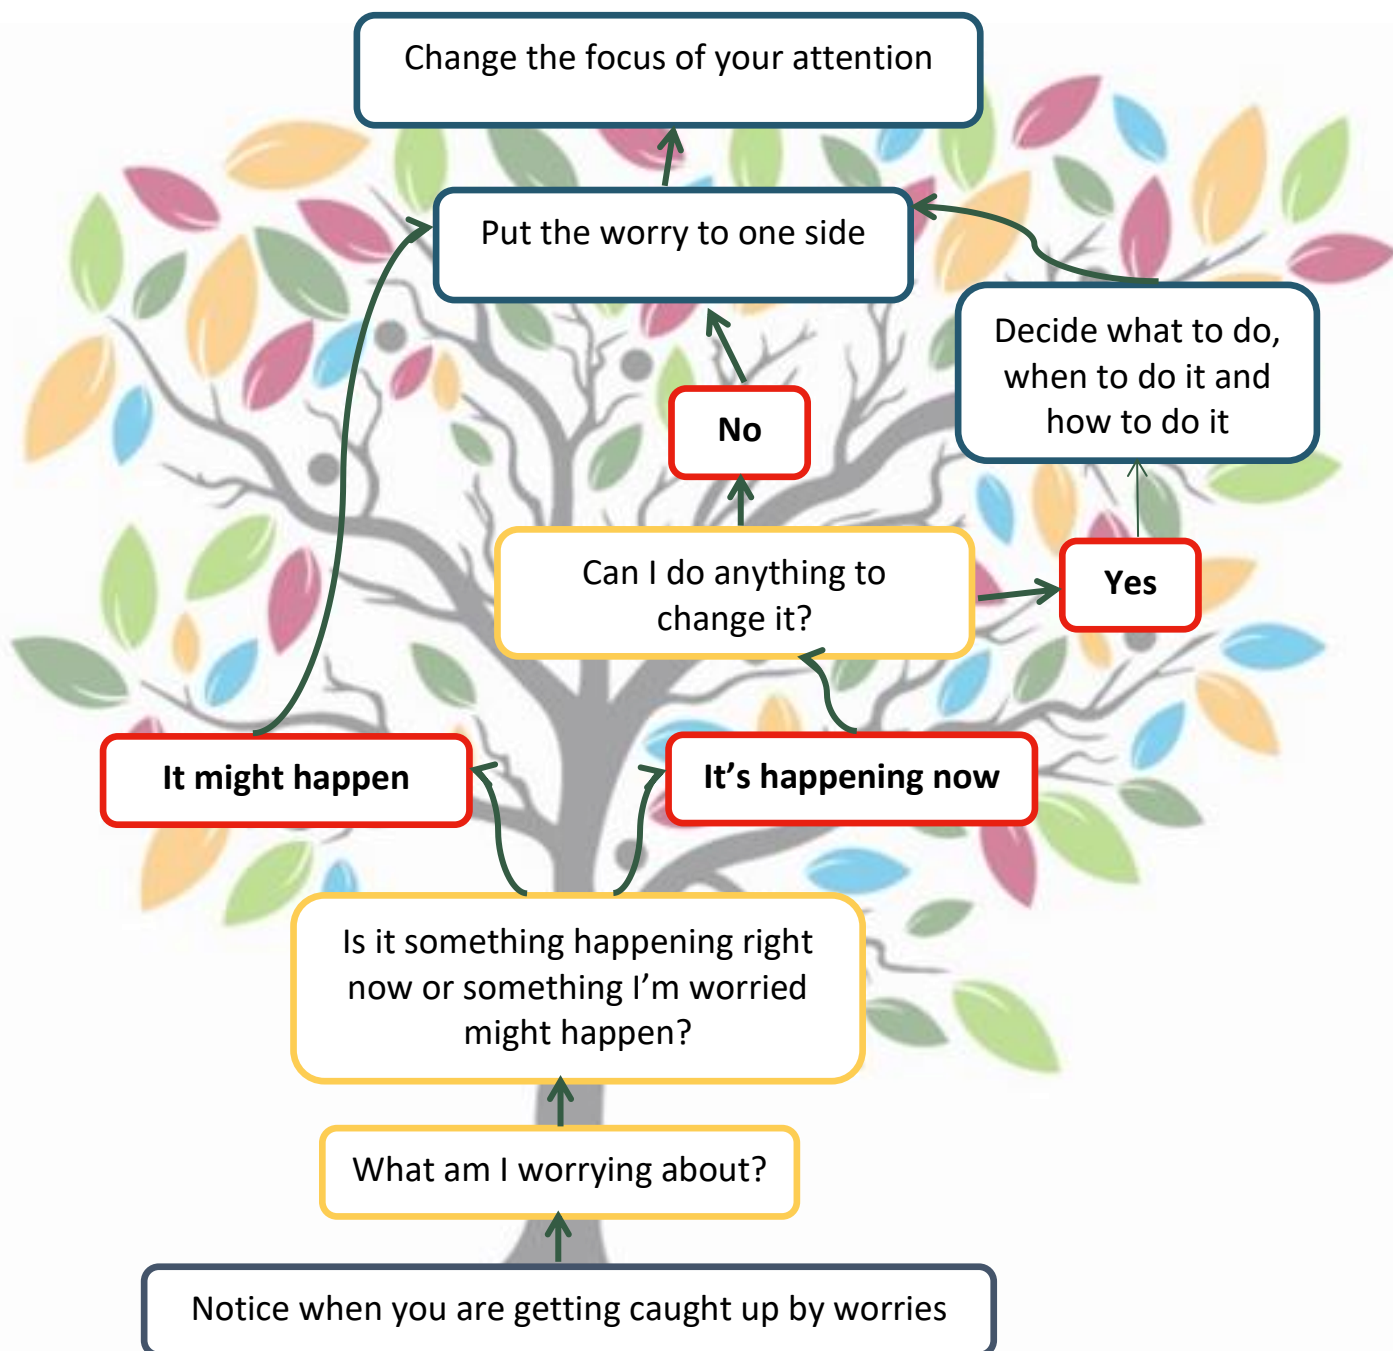 Change the focus of your attention
Put the worry to one side
Decide what to do,
when to do it and
how to do it
No
Can I do anything to
change it?
Yes
It might happen
It’s happening now
Is it something happening right
now or something I’m worried
might happen?
What am I worrying about?
Notice when you are getting caught up by worries